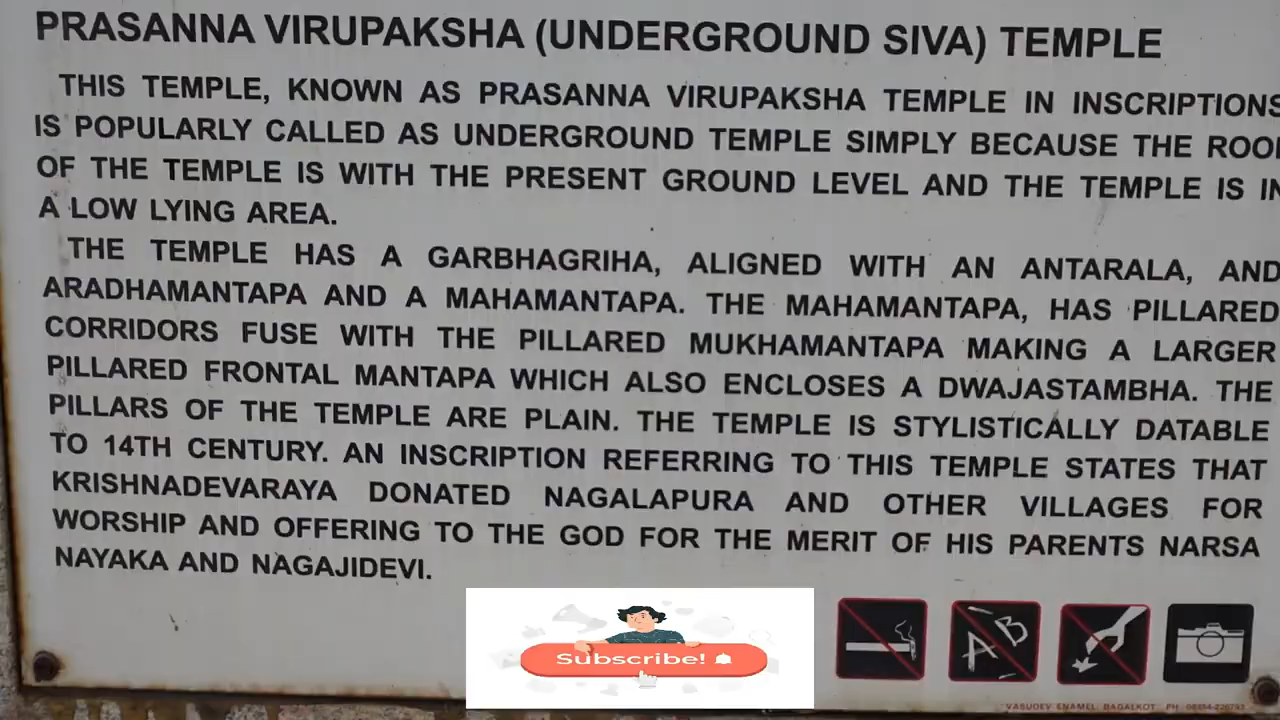 PRASANNA VIRUPAKSHA (UNDERGROUND SIVA) TEMPLE
THIS TEMPLE, KNOWN AS PRASANNA VIRUPAKSHA TEMPLE IN INSCRIPTIONS
IS POPULARLY CALLED AS UNDERGROUND TEMPLE SIMPLY BECAUSE THE ROO
OF THE TEMPLE IS WITH THE PRESENT GROUND LEVEL AND THE TEMPLE IS IN
A LOW LYING AREA.
THE TEMPLE HAS A GARBHAGRIHA, ALIGNED WITH AN ANTARALA, AND
ARADHAMANTAPA AND A MAHAMANTAPA. THE MAHAMANTAPA, HAS PILLARED
CORRIDORS FUSE WITH THE PILLARED MUKHAMANTAPA MAKING A LARGER
PILLARED FRONTAL MANTAPA WHICH ALSO ENCLOSES A DWAJASTAMBHA. THE
PILLARS OF THE TEMPLE ARE PLAIN. THE TEMPLE IS STYLISTICALLY DATABLE
TO 14TH CENTURY. AN INSCRIPTION REFERRING TO THIS TEMPLE STATES THAT
KRISHNADEVARAYA DONATED NAGALAPURA AND OTHER VILLAGES FOR
WORSHIP AND OFFERING TO THE GOD FOR THE MERIT OF HIS PARENTS NARSA
NAYAKA AND NAGAJIDEVI.
Subscribe!
A B
VASUDEV ENAMEL BAGALKOT PH